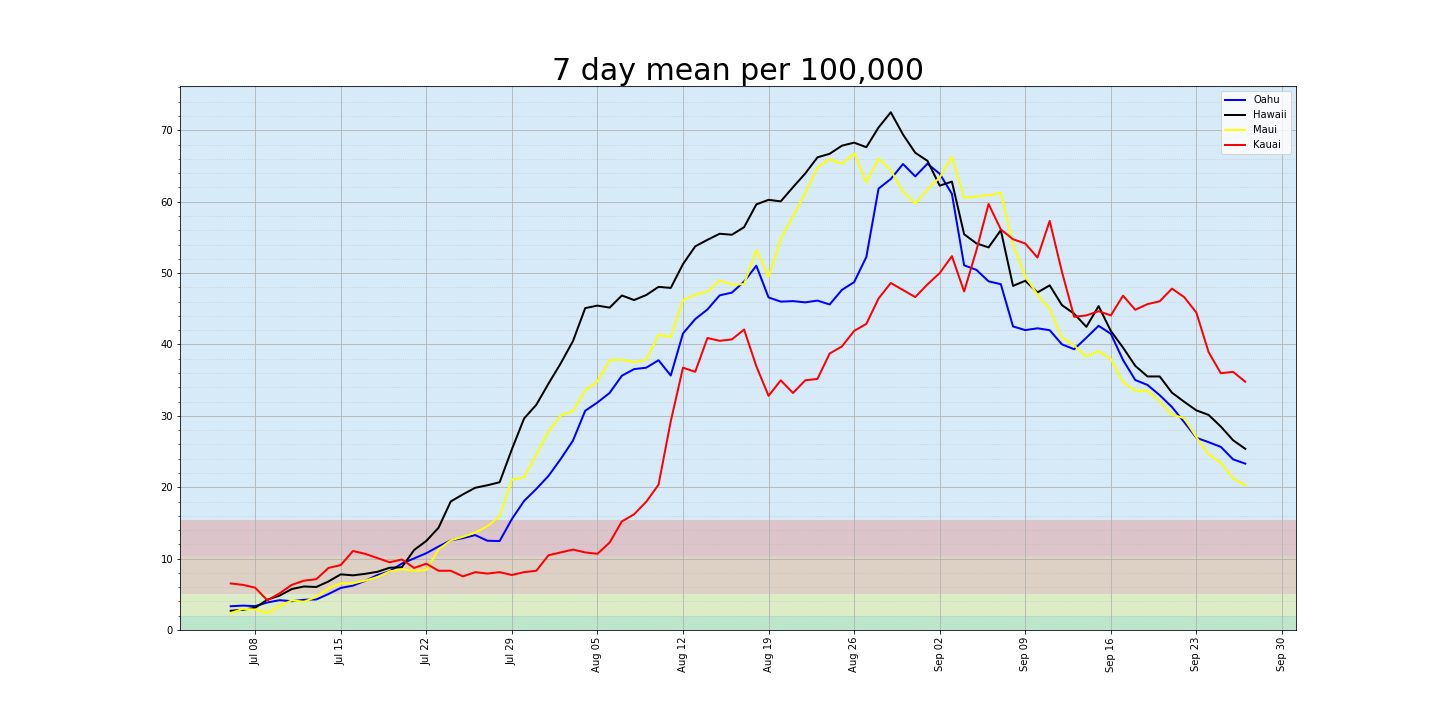 7 day mean per 100,000
Oahu
Hawaii
Maui
Kauai
70
60
50
40
30
20
10
0
Jul 08
Jul 15
Jul 22
Jul 29
Aug 05
Aug 12
Aug 19
Aug 26
Sep 02
Sep 09
Sep 16
Sep 23
Sep 30